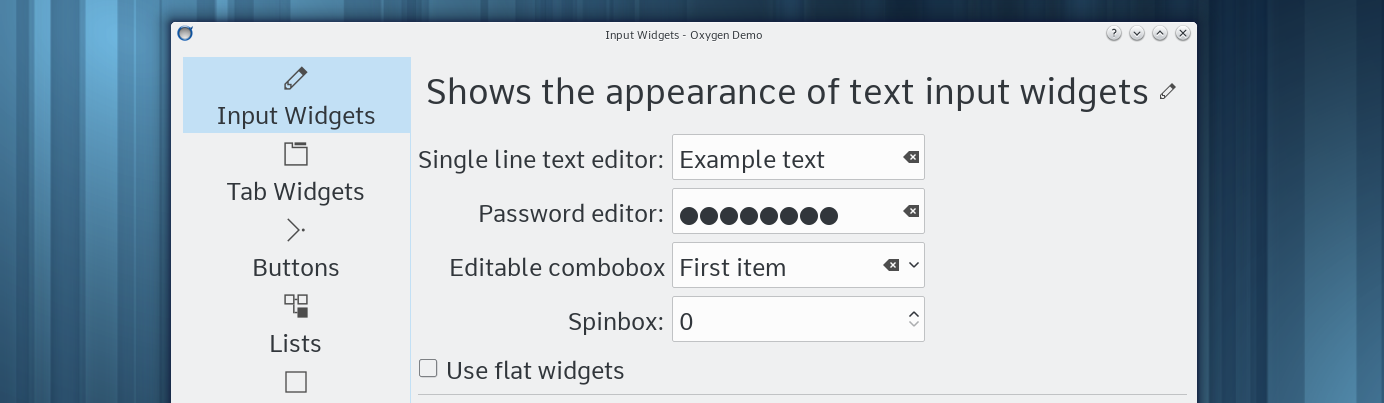 Input Widgets - Oxygen Demo
Input Widgets
Tab Widgets
Buttons
Lists
Shows the appearance of text input widgets
Single line text editor: Example text
Password editor: ●●●●●●●●
Editable combobox First item
Spinbox: 0
Use flat widgets